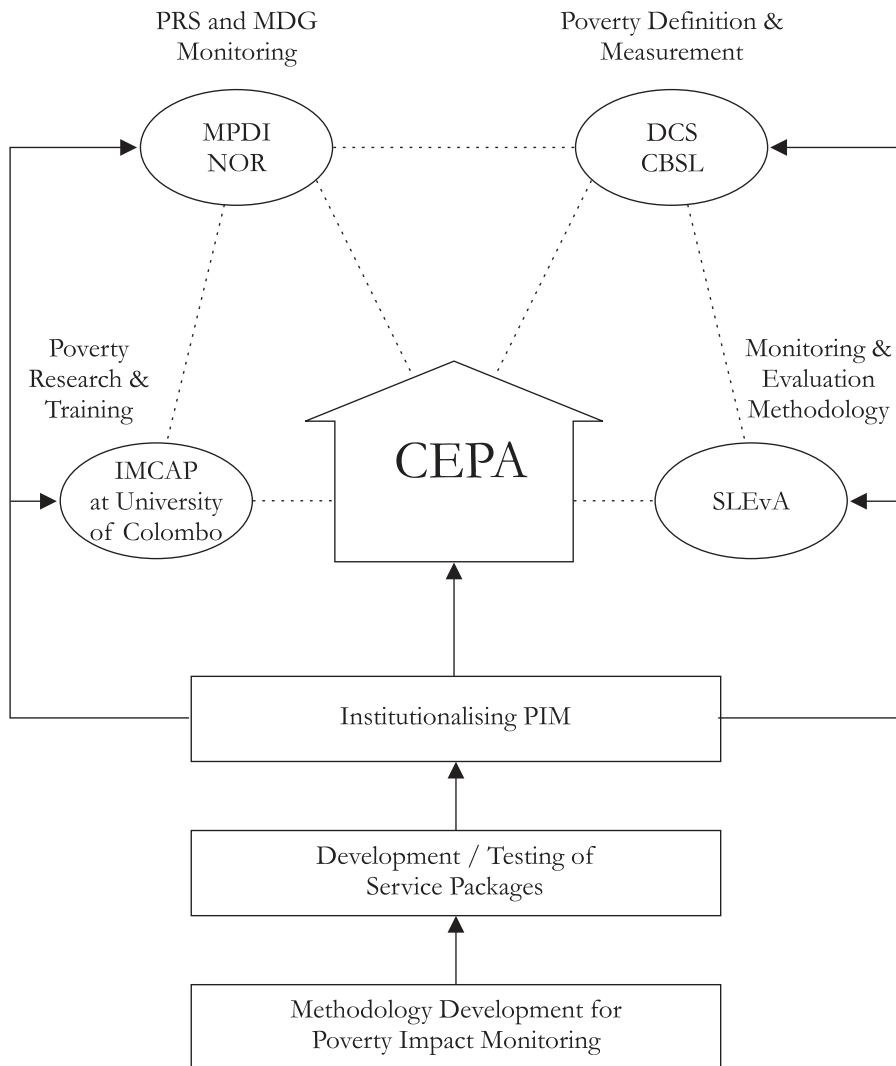 PRS and MDG
Monitoring
Poverty Definition &
Measurement
MPDI
NOR
DCS
CBSL
Poverty
Research &
Training
Monitoring &
Evaluation
Methodology
CEPA
IMCAP
at University
of Colombo
SLEvA
Institutionalising PIM
Development / Testing of
Service Packages
Methodology Development for
Poverty Impact Monitoring